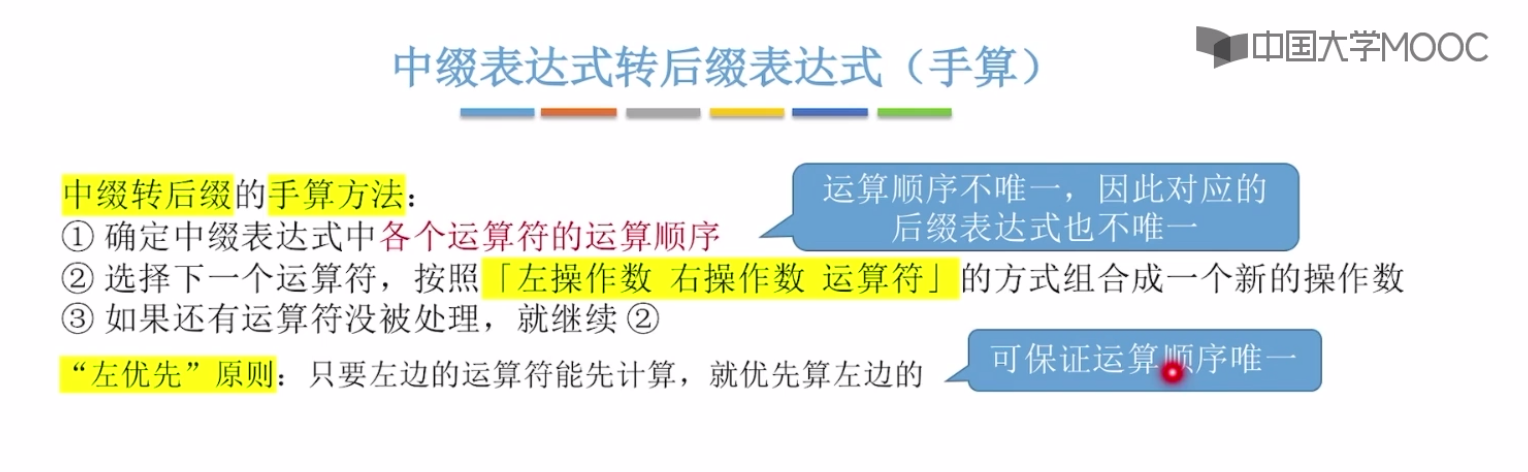 中国大学MOOC
中缀表达式转后缀表达式（手算）
中缀转后缀的手算方法：
① 确定中缀表达式中各个运算符的运算顺序
运算顺序不唯一，因此对应的
后缀表达式也不唯一
② 选择下一个运算符，按照「左操作数 右操作数 运算符」的方式组合成一个新的操作数
③ 如果还有运算符没被处理，就继续 ②
“左优先”原则：只要左边的运算符能先计算，就优先算左边的
可保证运算顺序唯一